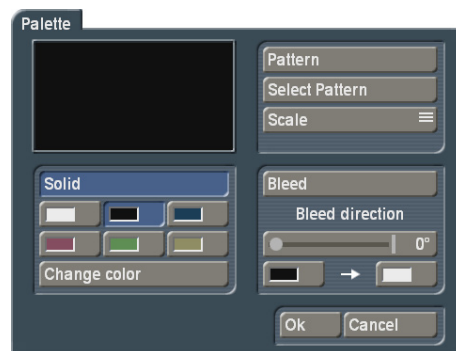 Palette
Pattern
Select Pattern
Scale
Solid
Change color
Bleed
Bleed direction
0°
Ok
Cancel